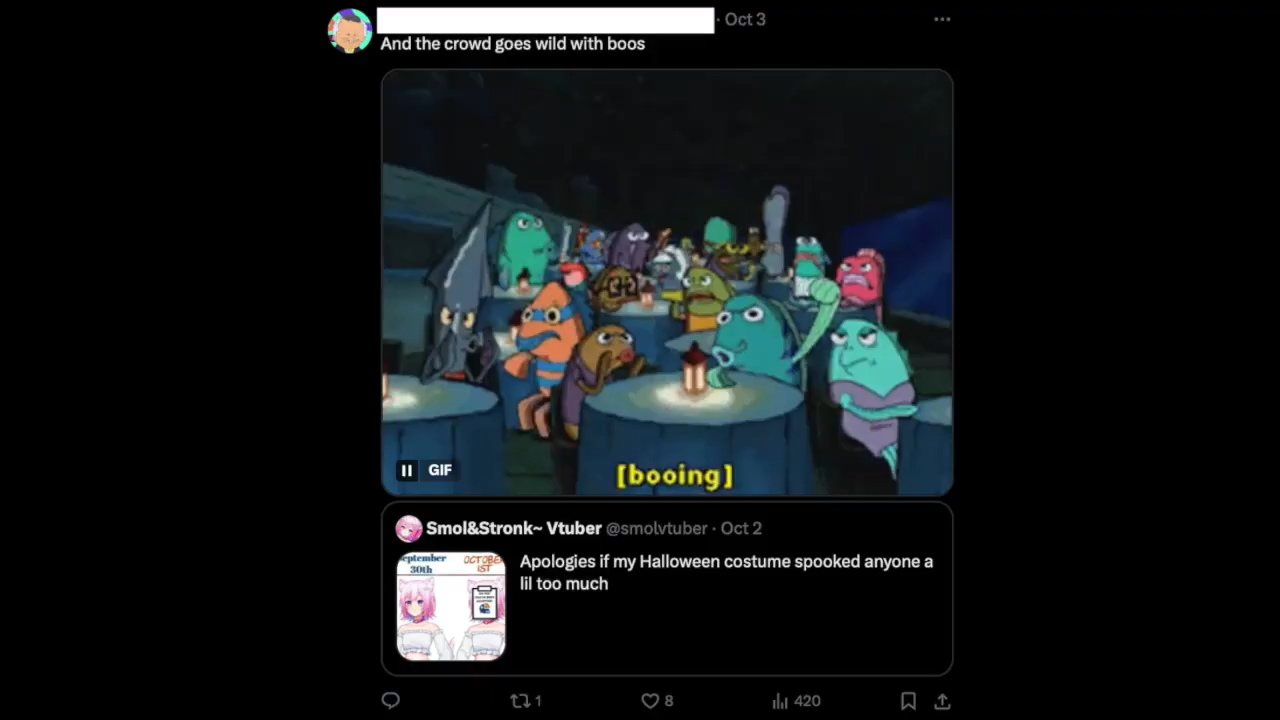 · Oct 3
And the crowd goes wild with boos
GIF
[booing]
Smol&Stronk~ Vtuber @smolvtuber · Oct 2
eptember OCTOBER
30th 1ST
Apologies if my Halloween costume spooked anyone a
lil too much
1 8 420